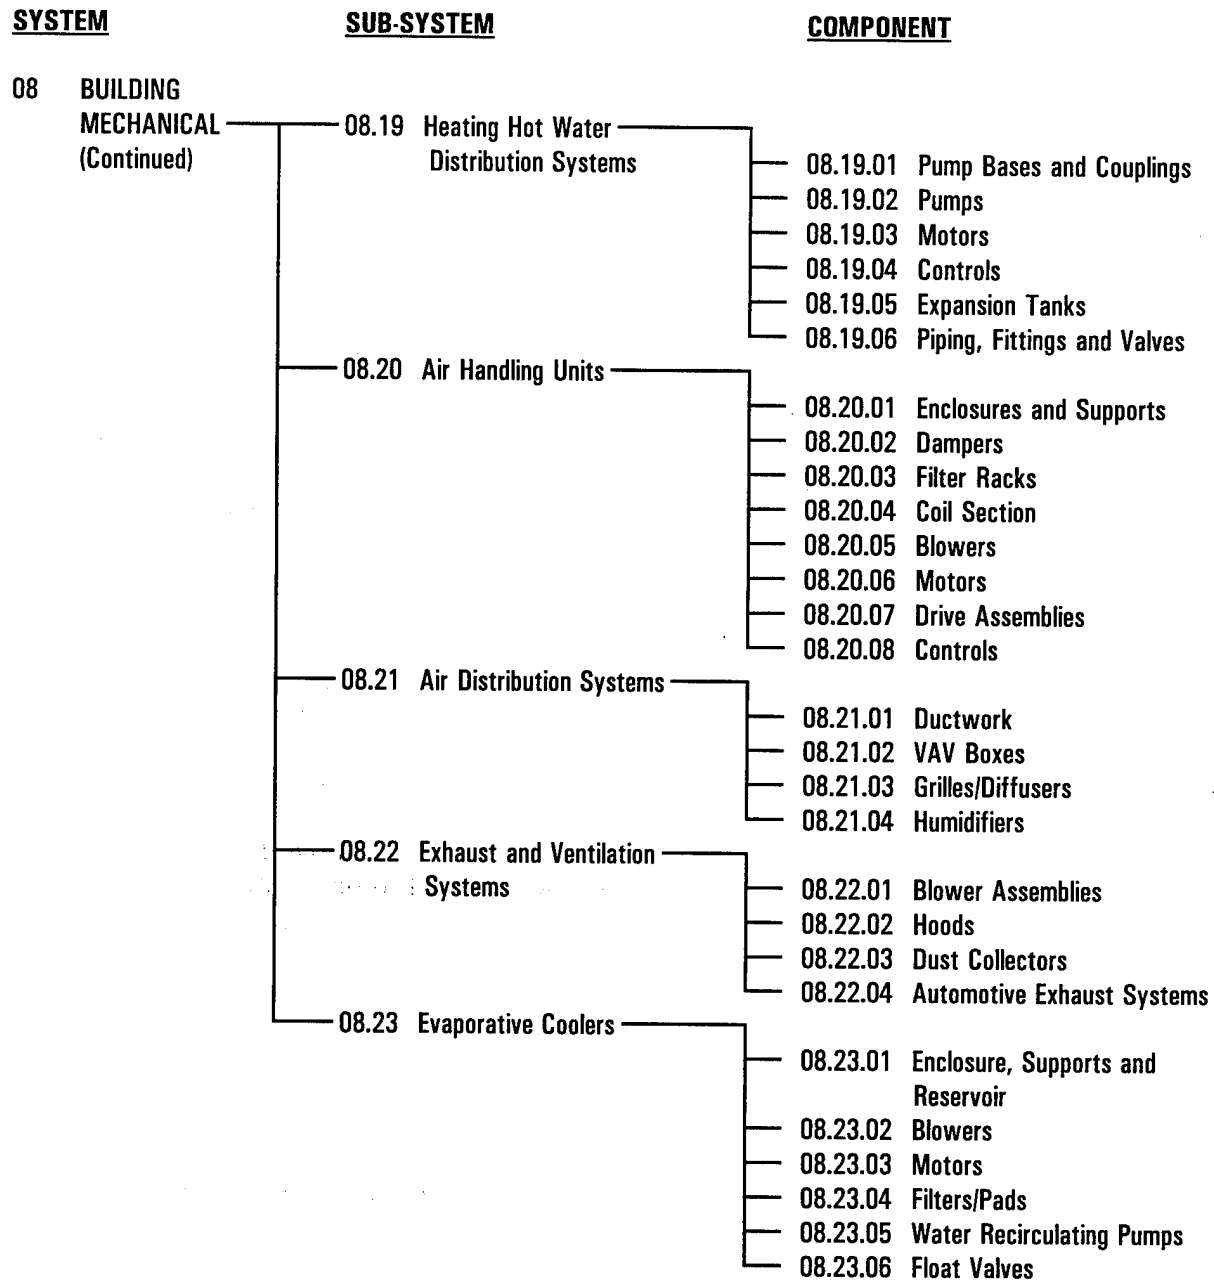 SYSTEM SUB-SYSTEM COMPONENT
08 BUILDING
MECHANICAL
(Continued)
08.19 Heating Hot Water
Distribution Systems
08.19.01 Pump Bases and Couplings
08.19.02 Pumps
08.19.03 Motors
08.19.04 Controls
08.19.05 Expansion Tanks
08.19.06 Piping, Fittings and Valves
08.20 Air Handling Units
08.20.01 Enclosures and Supports
08.20.02 Dampers
08.20.03 Filter Racks
08.20.04 Coil Section
08.20.05 Blowers
08.20.06 Motors
08.20.07 Drive Assemblies
08.20.08 Controls
08.21 Air Distribution Systems
08.21.01 Ductwork
08.21.02 VAV Boxes
08.21.03 Grilles/Diffusers
08.21.04 Humidifiers
08.22 Exhaust and Ventilation
Systems
08.22.01 Blower Assemblies
08.22.02 Hoods
08.22.03 Dust Collectors
08.22.04 Automotive Exhaust Systems
08.23 Evaporative Coolers
08.23.01 Enclosure, Supports and
Reservoir
08.23.02 Blowers
08.23.03 Motors
08.23.04 Filters/Pads
08.23.05 Water Recirculating Pumps
08.23.06 Float Valves